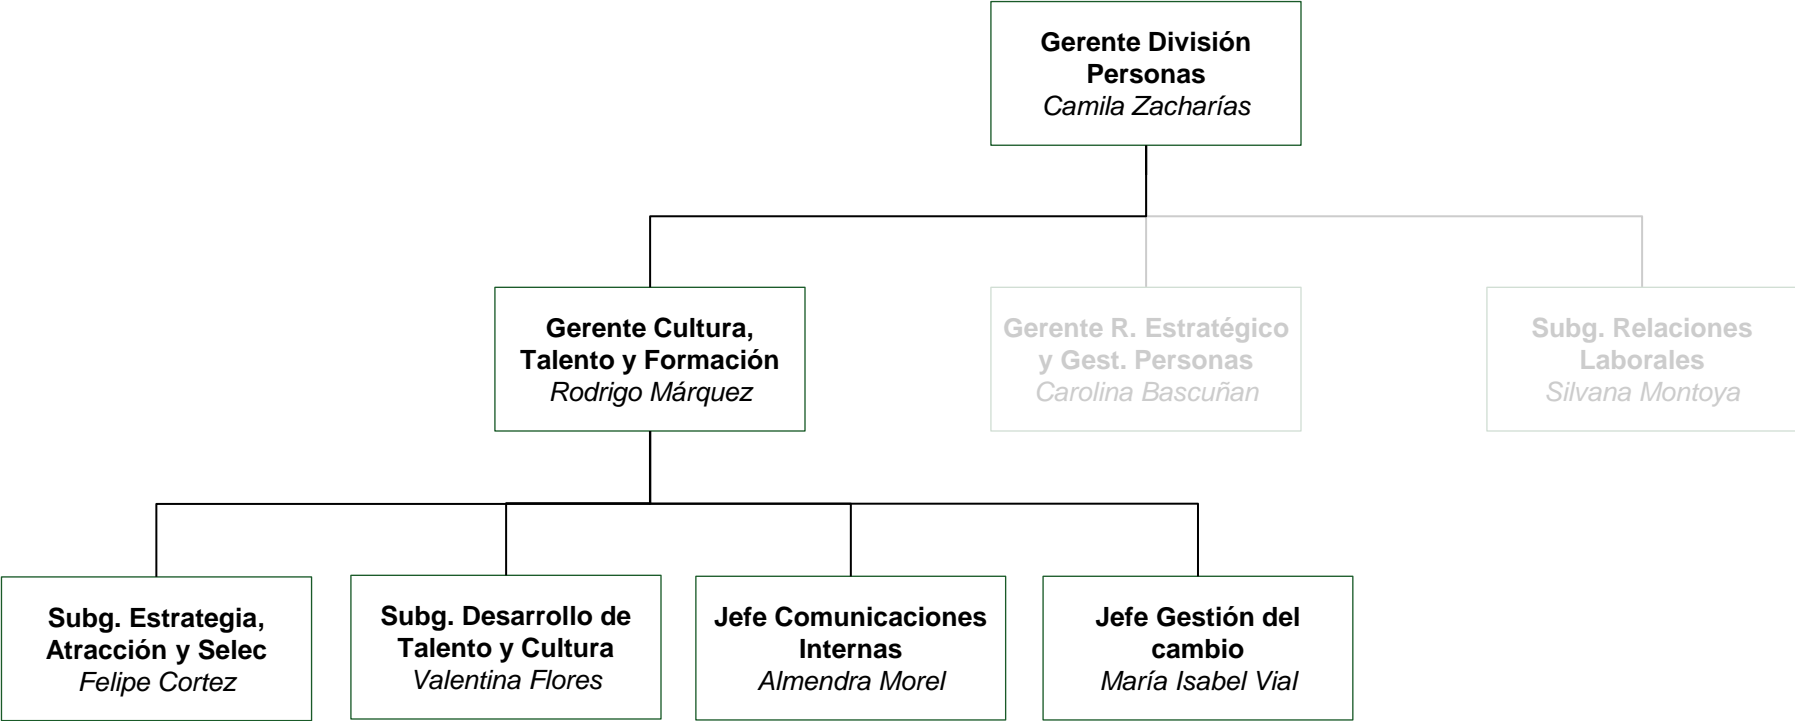 Gerente División
Personas
Camila Zacharías
Gerente Cultura,
Talento y Formación
Rodrigo Márquez
Gerente R. Estratégico
y Gest. Personas
Carolina Bascuñan
Subg. Relaciones
Laborales
Silvana Montoya
Subg. Estrategia,
Atracción y Selec
Felipe Cortez
Subg. Desarrollo de
Talento y Cultura
Valentina Flores
Jefe Comunicaciones
Internas
Almendra Morel
Jefe Gestión del
cambio
María Isabel Vial